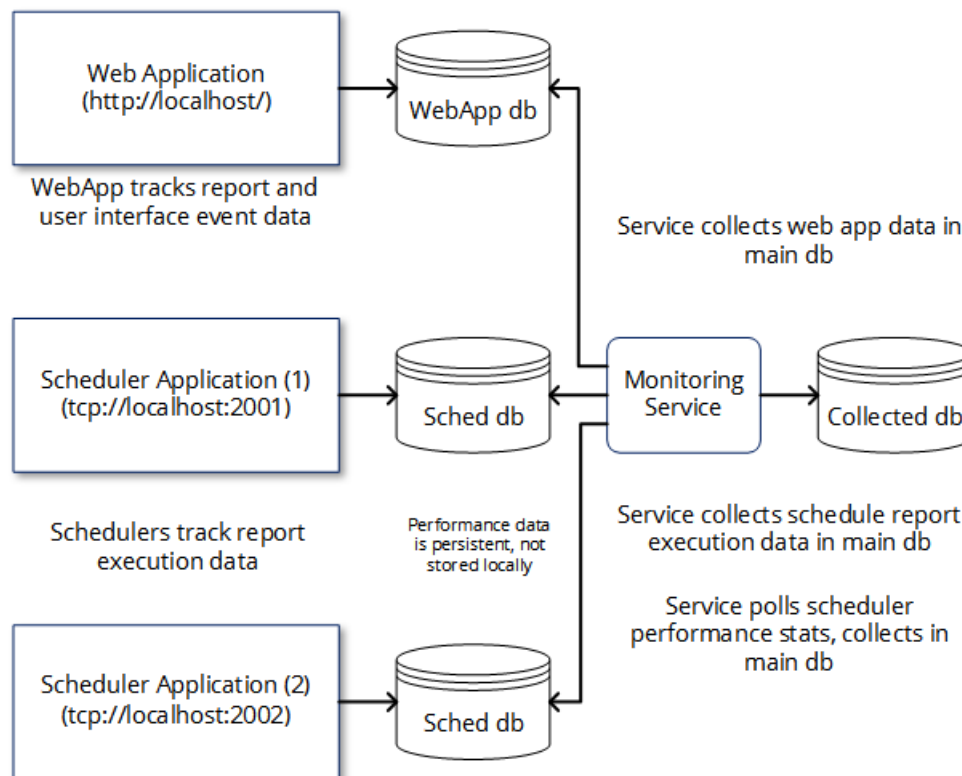 Web Application
(http://localhost/)
WebApp db
WebApp tracks report and
user interface event data
Service collects web app data in
main db
Scheduler Application (1)
(tcp://localhost:2001)
Sched db
Monitoring
Service
Collected db
Schedulers track report
execution data
Performance data
is persistent, not
stored locally
Service collects schedule report
execution data in main db
Service polls scheduler
performance stats, collects in
main db
Scheduler Application (2)
(tcp://localhost:2002)
Sched db